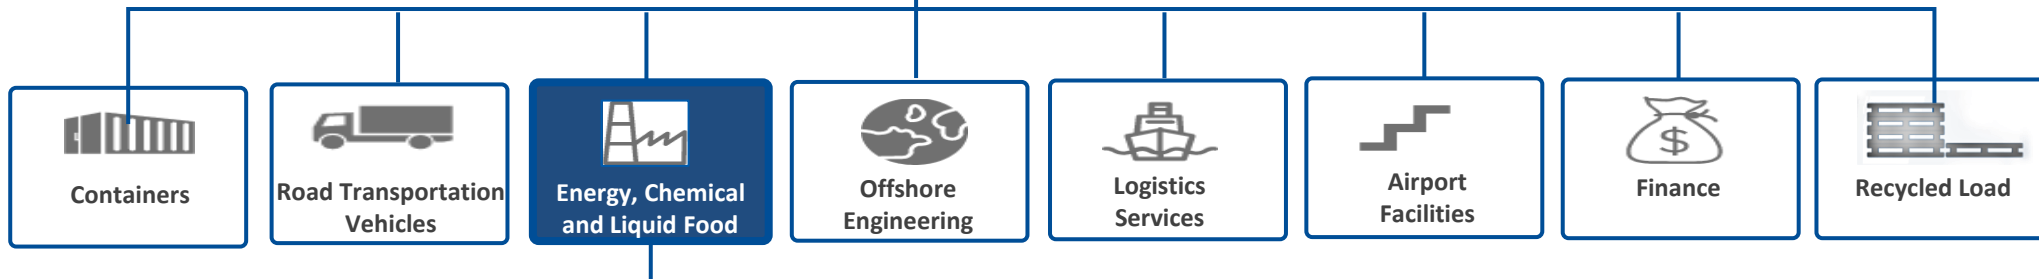 Containers
Road Transportation
Vehicles
Energy, Chemical
and Liquid Food
Offshore
Engineering
Logistics
Services
Airport
Facilities
$
Finance
Recycled Load